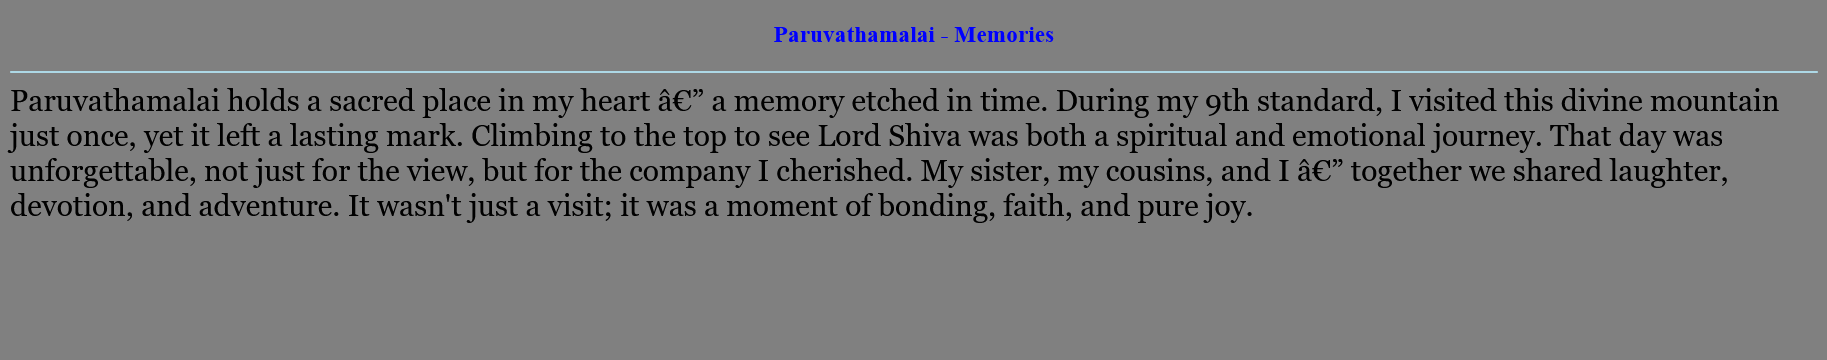 Paruvathamalai - Memories
Paruvathamalai holds a sacred place in my heart â€” a memory etched in time. During my 9th standard, I visited this divine mountain
just once, yet it left a lasting mark. Climbing to the top to see Lord Shiva was both a spiritual and emotional journey. That day was
unforgettable, not just for the view, but for the company I cherished. My sister, my cousins, and I â€” together we shared laughter,
devotion, and adventure. It wasn't just a visit; it was a moment of bonding, faith, and pure joy.